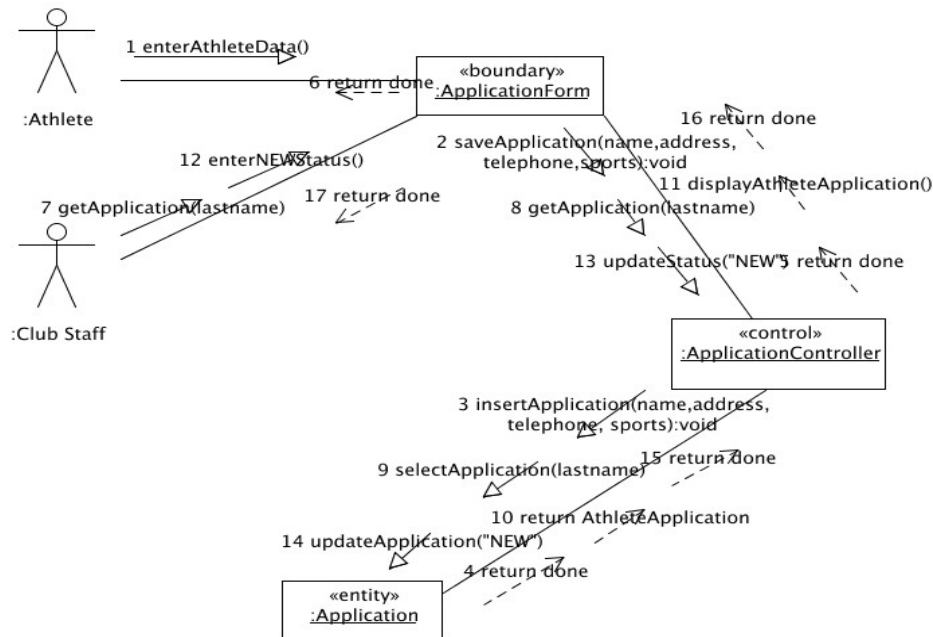 1 enterAthleteData()
«boundary»
:ApplicationForm
6 return done
:Athlete
16 return done
2 saveApplication(name,address,
telephone,sports):void
12 enterNEWStatus()
11 displayAthleteApplication()
17 return done
7 getApplication(lastname)
8 getApplication(lastname)
13 updateStatus("NEW")
5 return done
:Club Staff
«control»
:ApplicationController
3 insertApplication(name,address,
telephone, sports):void
15 return done
9 selectApplication(lastname)
10 return AthleteApplication
14 updateApplication("NEW")
4 return done
«entity»
:Application